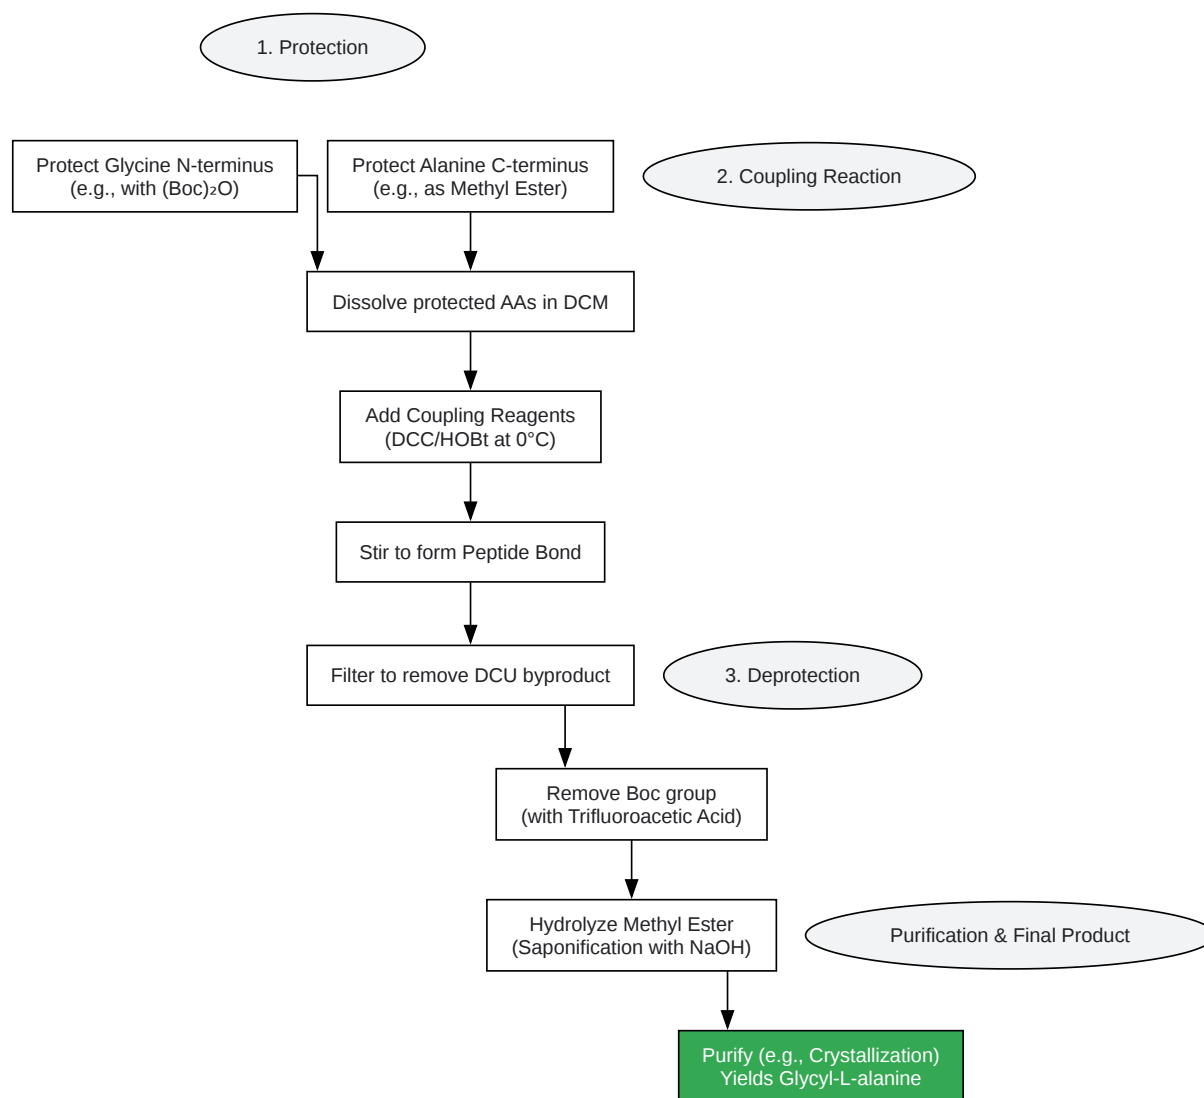 1. Protection
Protect Glycine N-terminus
(e.g., with (Boc)₂O)
Protect Alanine C-terminus
(e.g., as Methyl Ester)
2. Coupling Reaction
Dissolve protected AAs in DCM
Add Coupling Reagents
(DCC/HOBt at 0°C)
Stir to form Peptide Bond
Filter to remove DCU byproduct
3. Deprotection
Remove Boc group
(with Trifluoroacetic Acid)
Hydrolyze Methyl Ester
(Saponification with NaOH)
Purification & Final Product
Purify (e.g., Crystallization)
Yields Glycyl-L-alanine